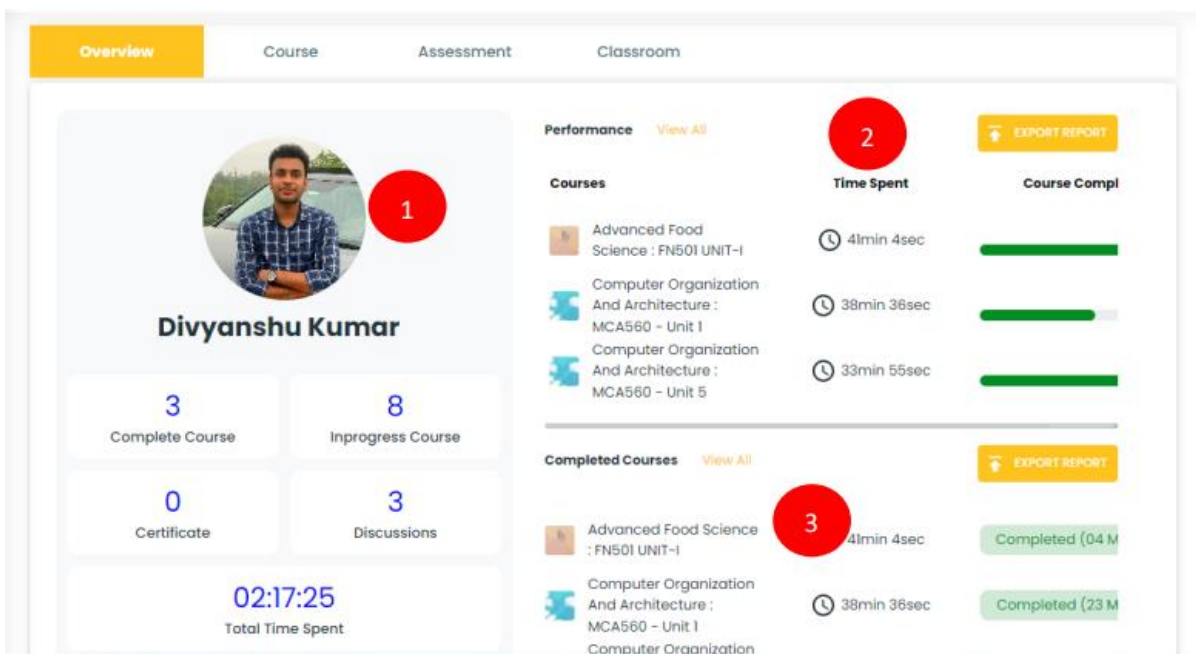 Overview Course Assessment Classroom
1
Divyanshu Kumar
3 8
Complete Course Inprogress Course
0 3
Certificate Discussions
02:17:25
Total Time Spent
Performance View All 2 EXPORT REPORT
Courses Time Spent Course Compl
Advanced Food
Science : FN501 UNIT-I
41min 4sec
Computer Organization
And Architecture :
MCA560 - Unit 1
38min 36sec
Computer Organization
And Architecture :
MCA560 - Unit 5
33min 55sec
Completed Courses View All EXPORT REPORT
3
Advanced Food Science
: FN501 UNIT-I
41min 4sec
Completed (04 M
Computer Organization
And Architecture :
MCA560 - Unit 1
38min 36sec
Completed (23 M
Computer Organization